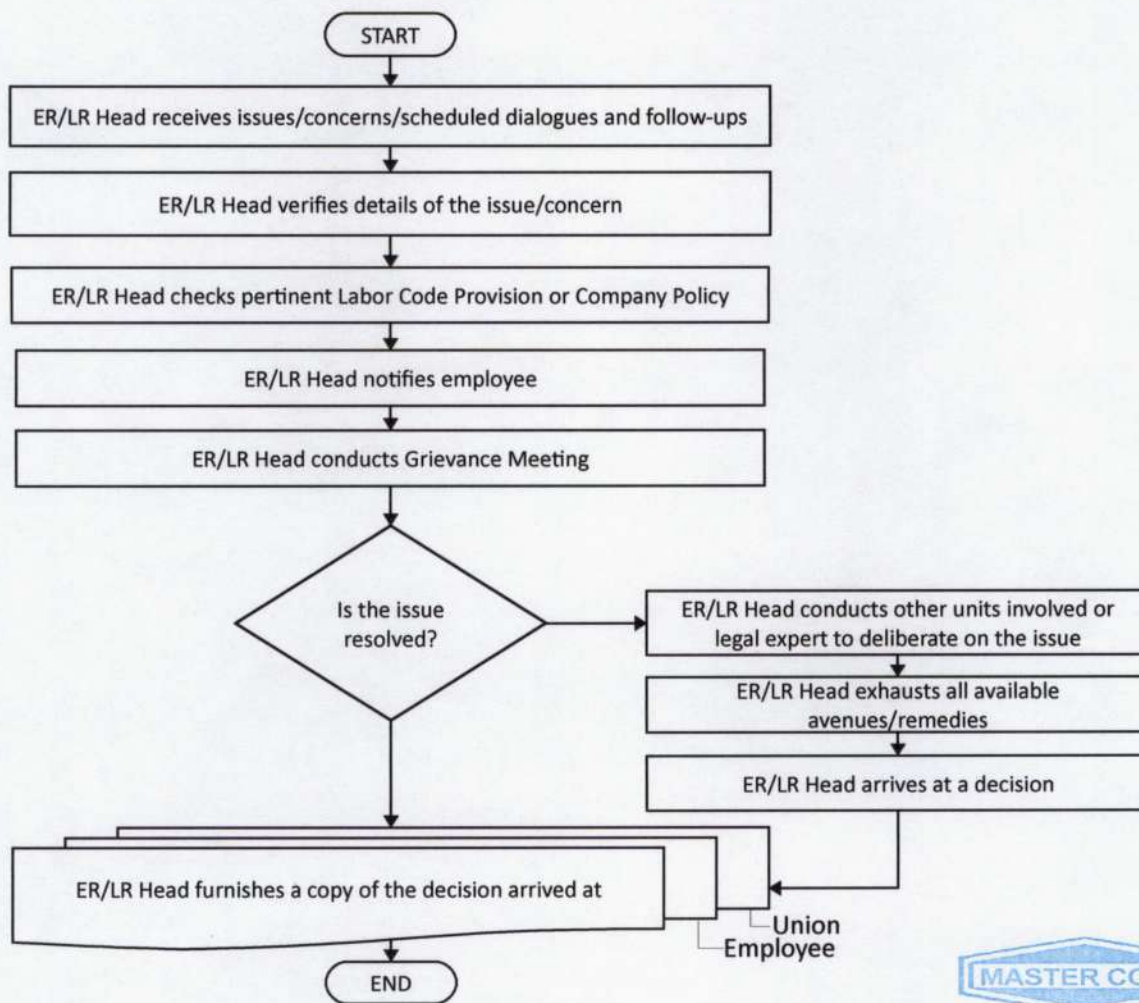 START
ER/LR Head receives issues/concerns/scheduled dialogues and follow-ups
ER/LR Head verifies details of the issue/concern
ER/LR Head checks pertinent Labor Code Provision or Company Policy
ER/LR Head notifies employee
ER/LR Head conducts Grievance Meeting
Is the issue
resolved?
ER/LR Head conducts other units involved or
legal expert to deliberate on the issue
ER/LR Head exhausts all available
avenues/remedies
ER/LR Head arrives at a decision
ER/LR Head furnishes a copy of the decision arrived at
Union
Employee
END
MASTER CO